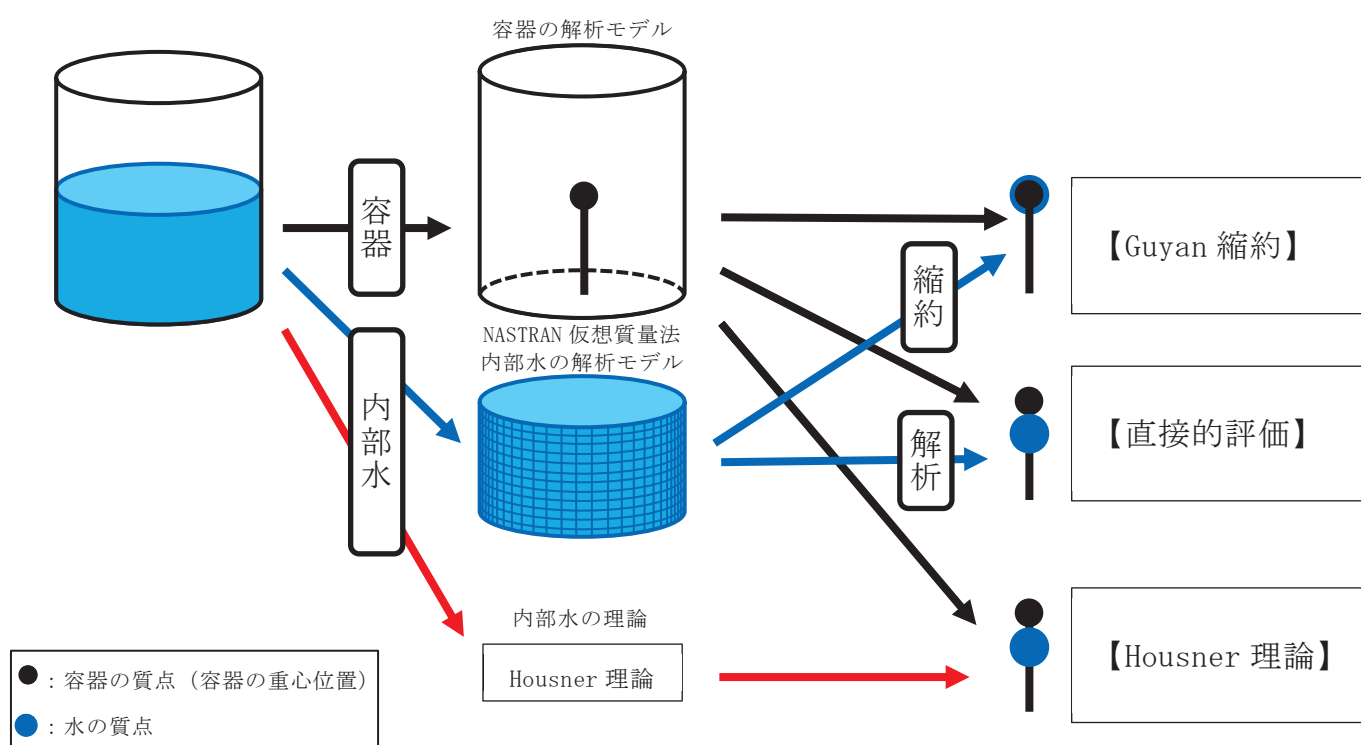 容器の解析モデル
容器
NASTRAN 仮想質量法
内部水の解析モデル
内部水
縮約
解析
【Guyan 縮約】
【直接的評価】
内部水の理論
Housner 理論
【Housner 理論】
：容器の質点（容器の重心位置）
：水の質点